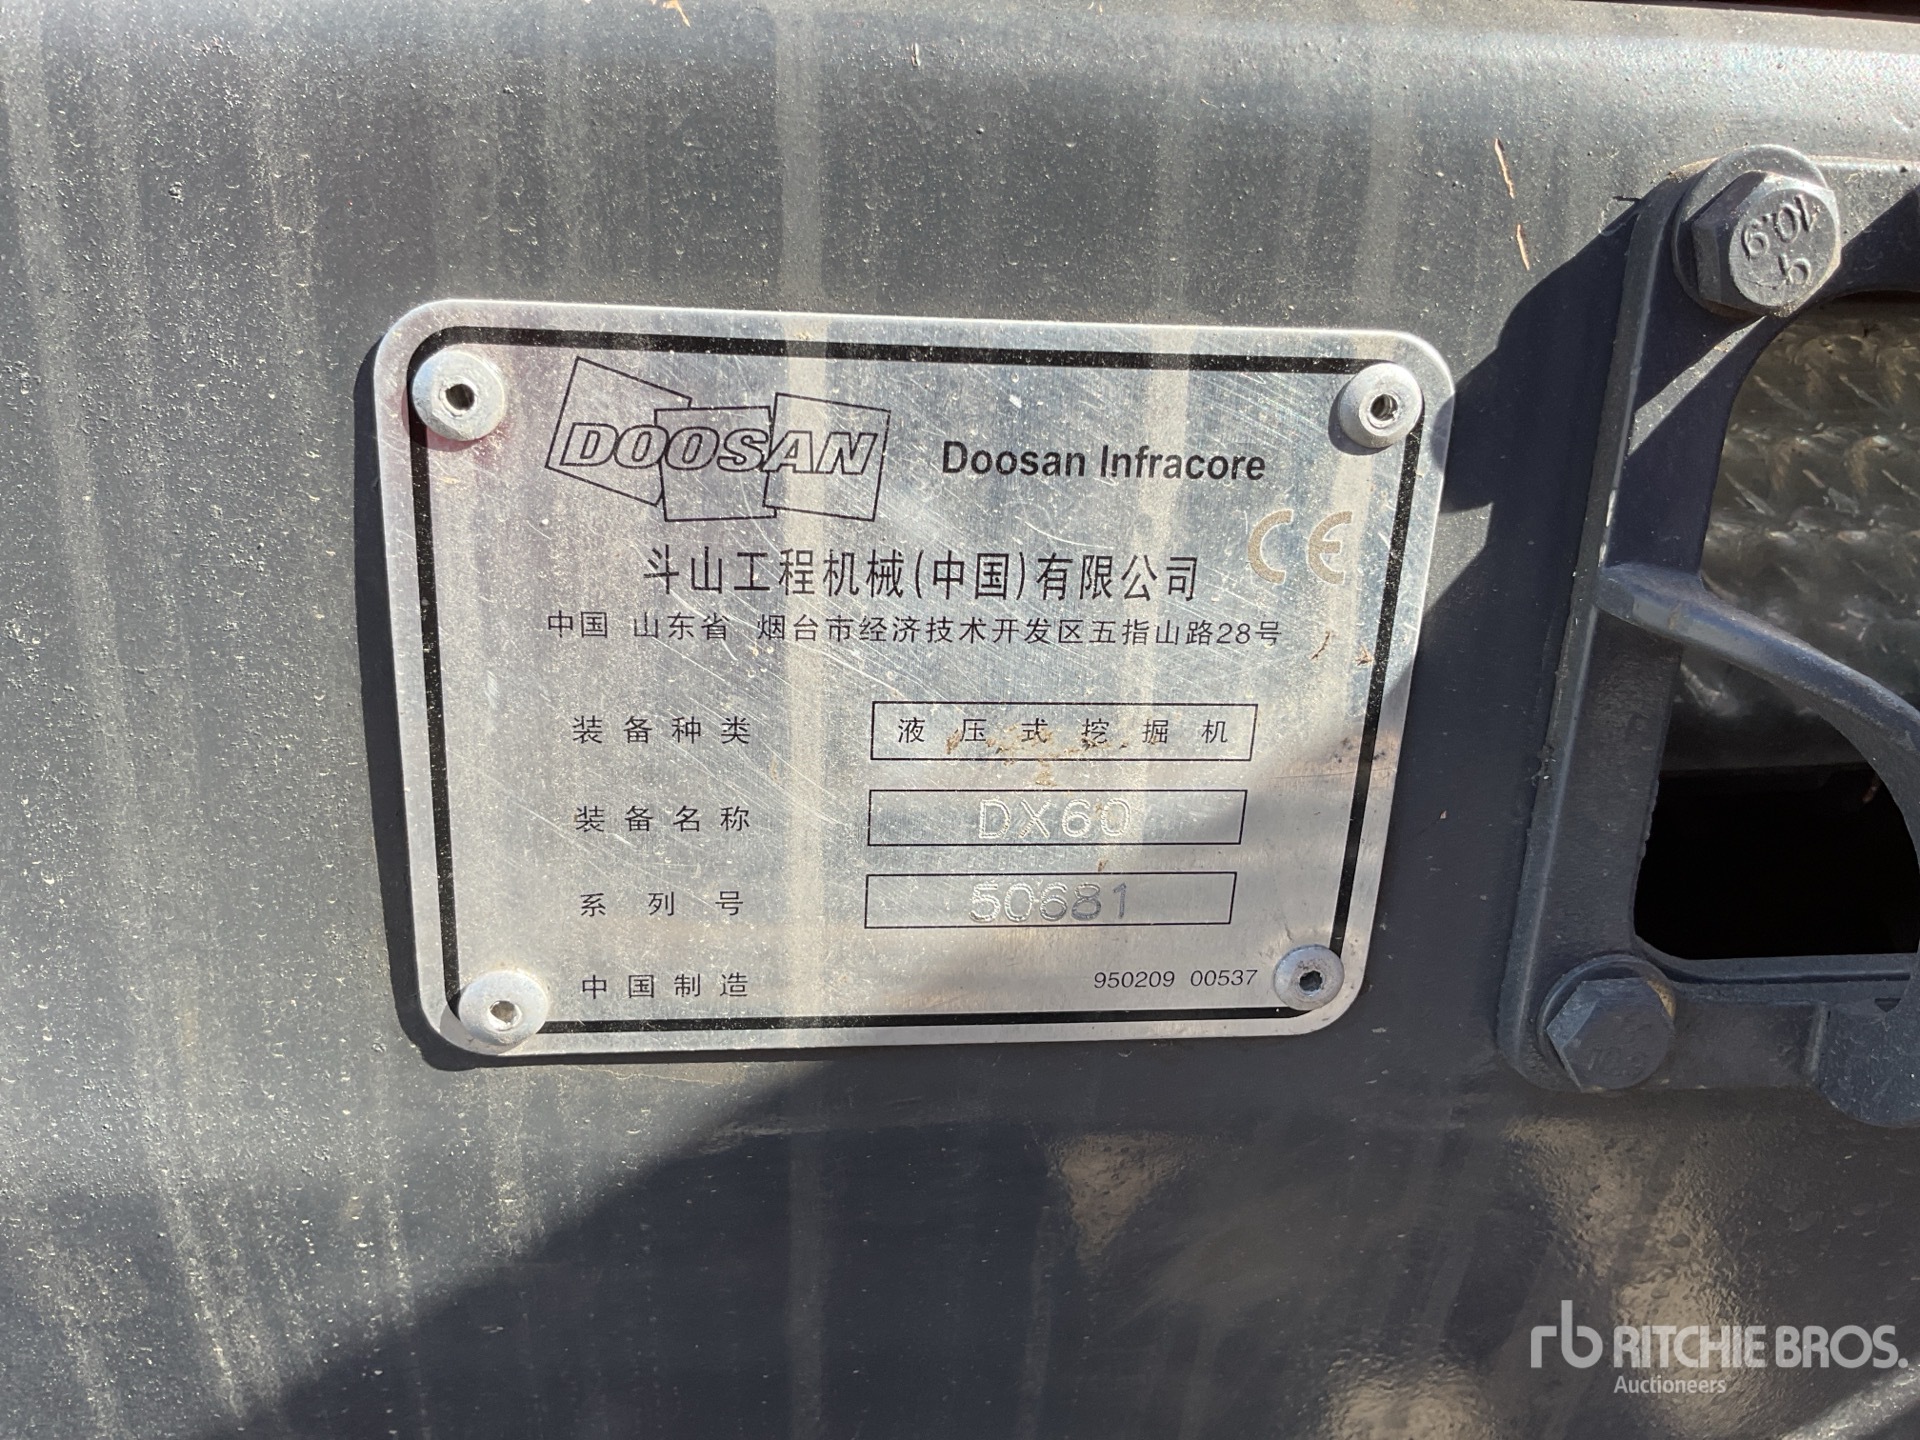 DOOSAN
Doosan Infracore
CE
斗山工程机械(中国)有限公司
中国 山东省 烟台市经济技术开发区五指山路28号
装备种类 液压式挖掘机
装备名称 DX60
系列号 50681
中国制造 950209 00537
10.9
rb RITCHIE BROS.
Auctioneers